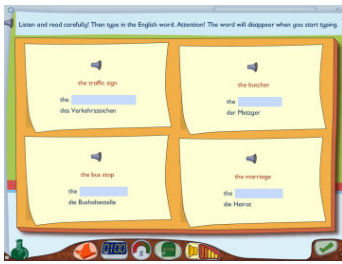 Listen and read carefully! Then type in the English word. Attention! The word will disappear when you start typing.
the traffic sign
the
das Verkehrszeichen
the butcher
the
der Metzger
the bus stop
the
die Bushaltestelle
the marriage
the
die Heirat